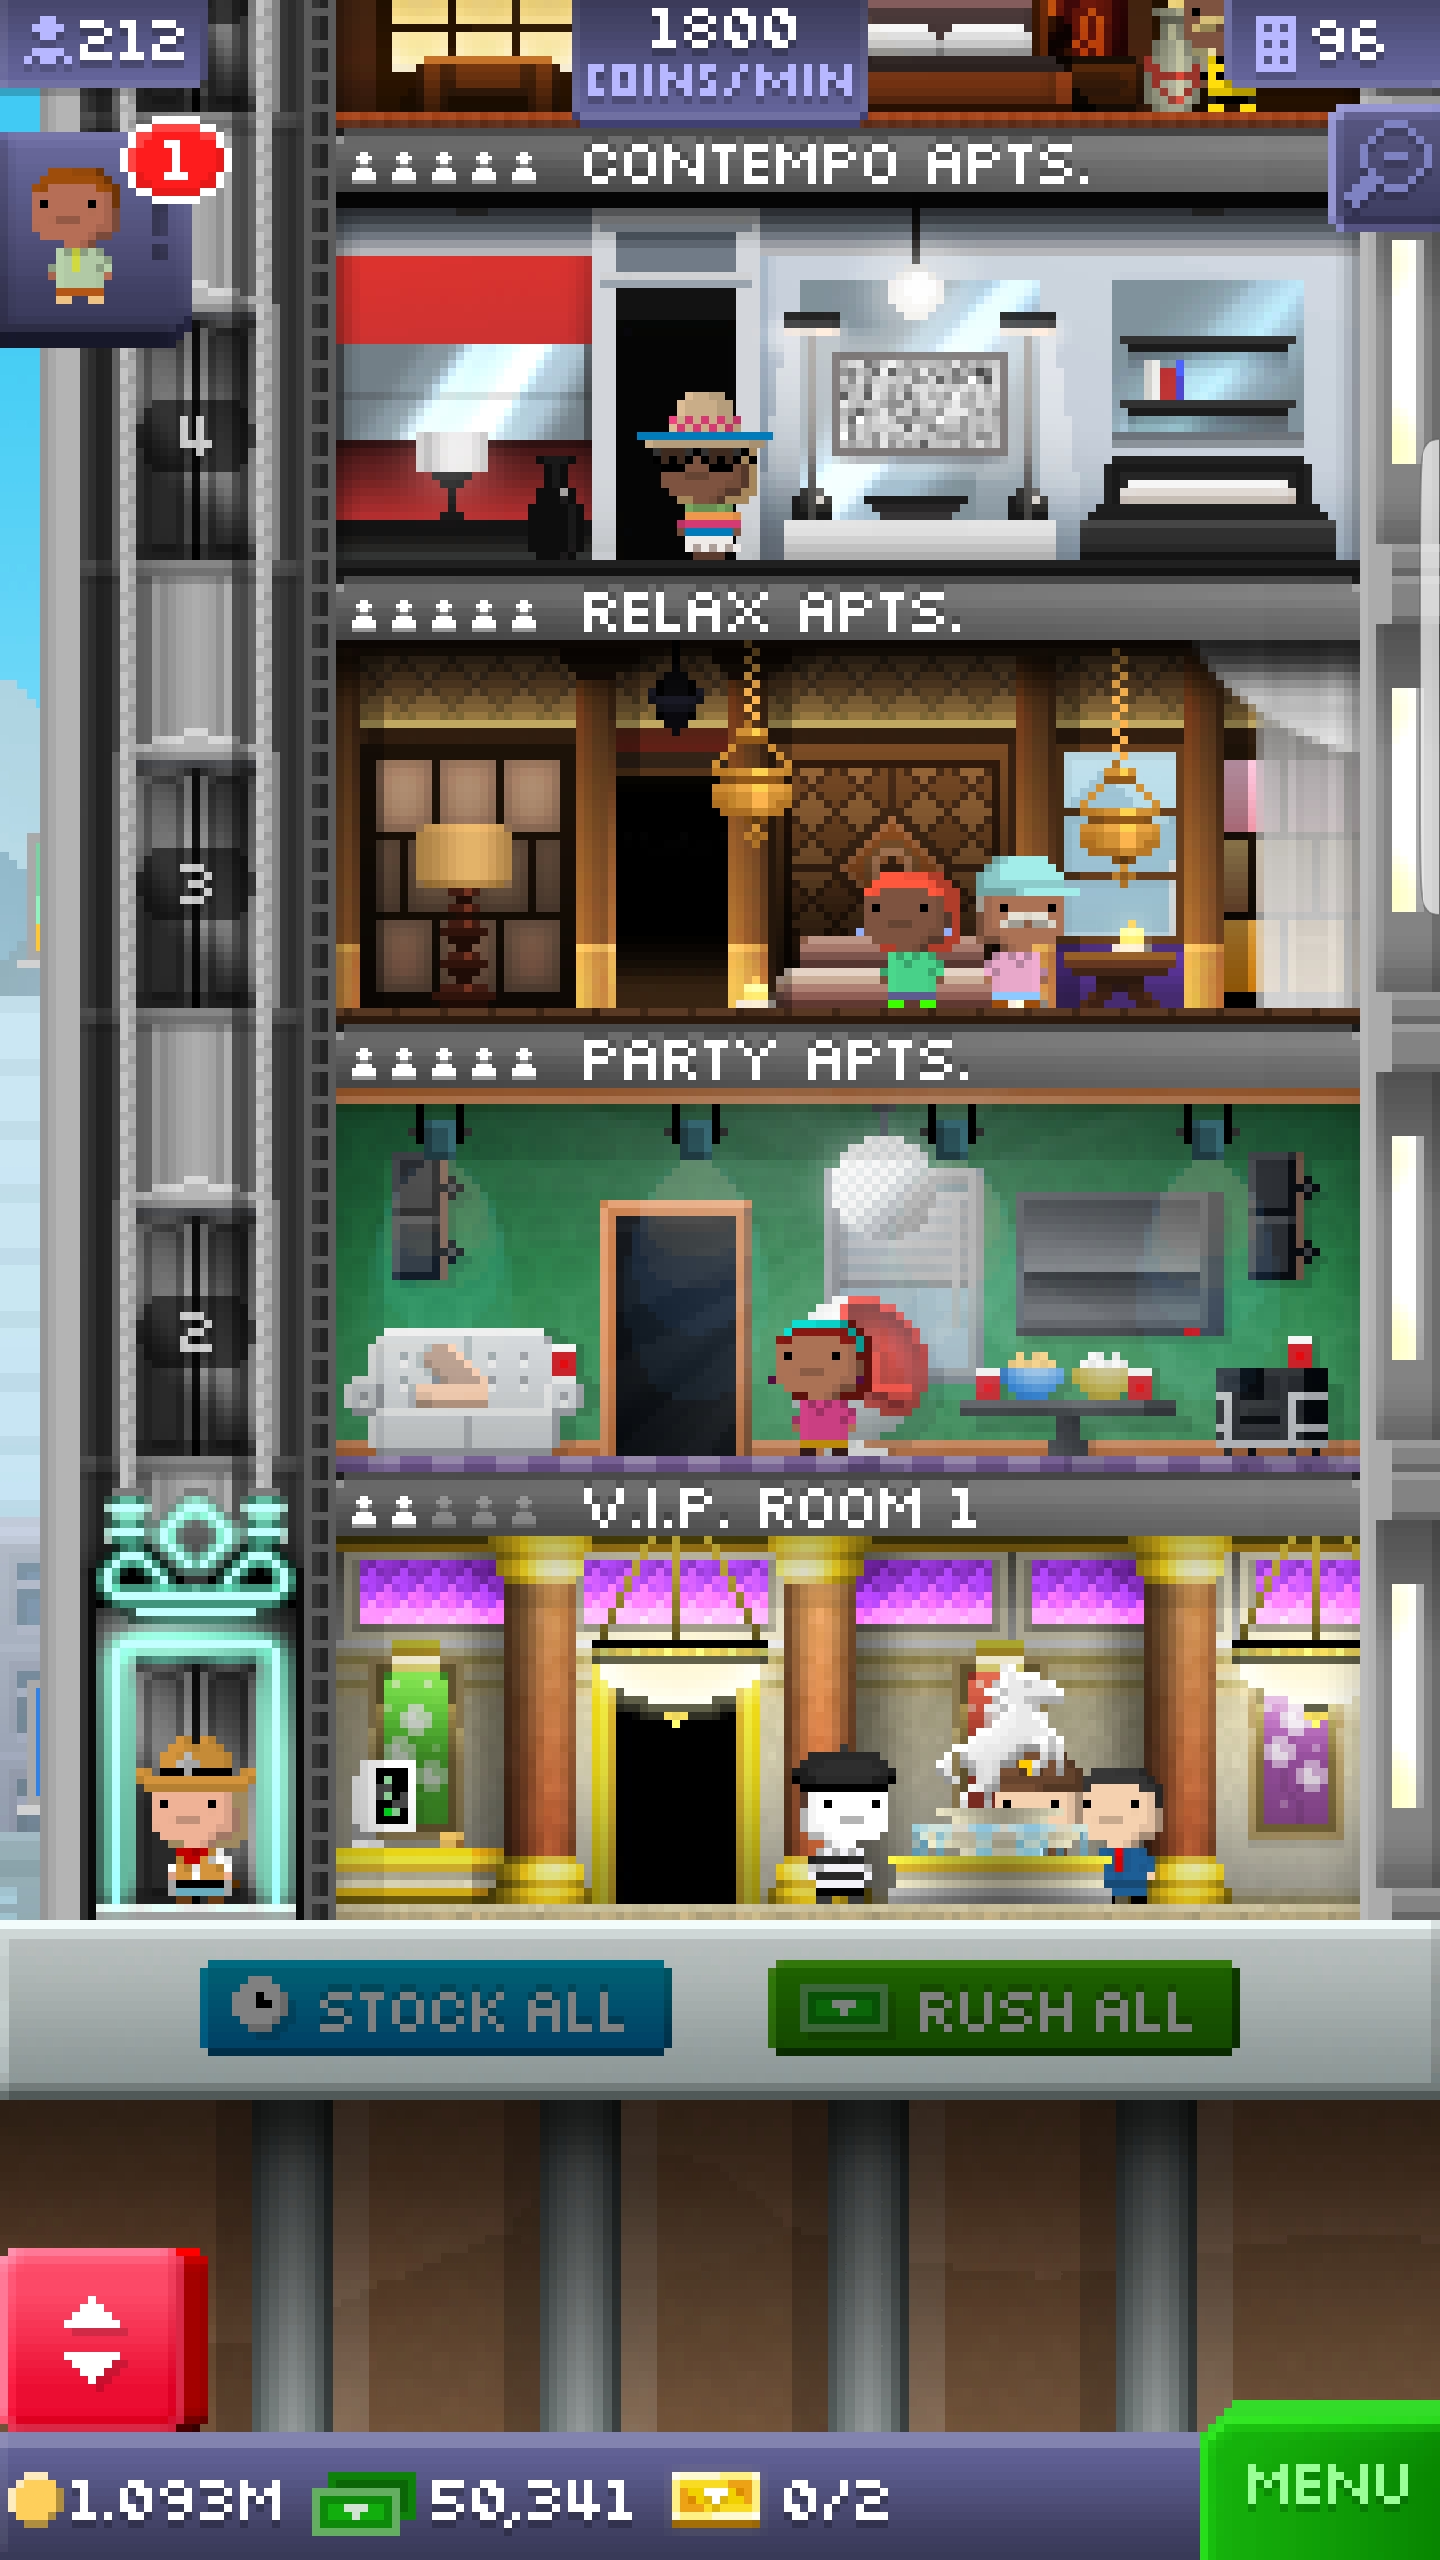 212
1800
COINS/MIN
96
1
CONTEMPO APTS.
4
RELAX APTS.
3
PARTY APTS.
2
V.I.P. ROOM 1
STOCK ALL
RUSH ALL
1.093M
50,341
0/2
MENU